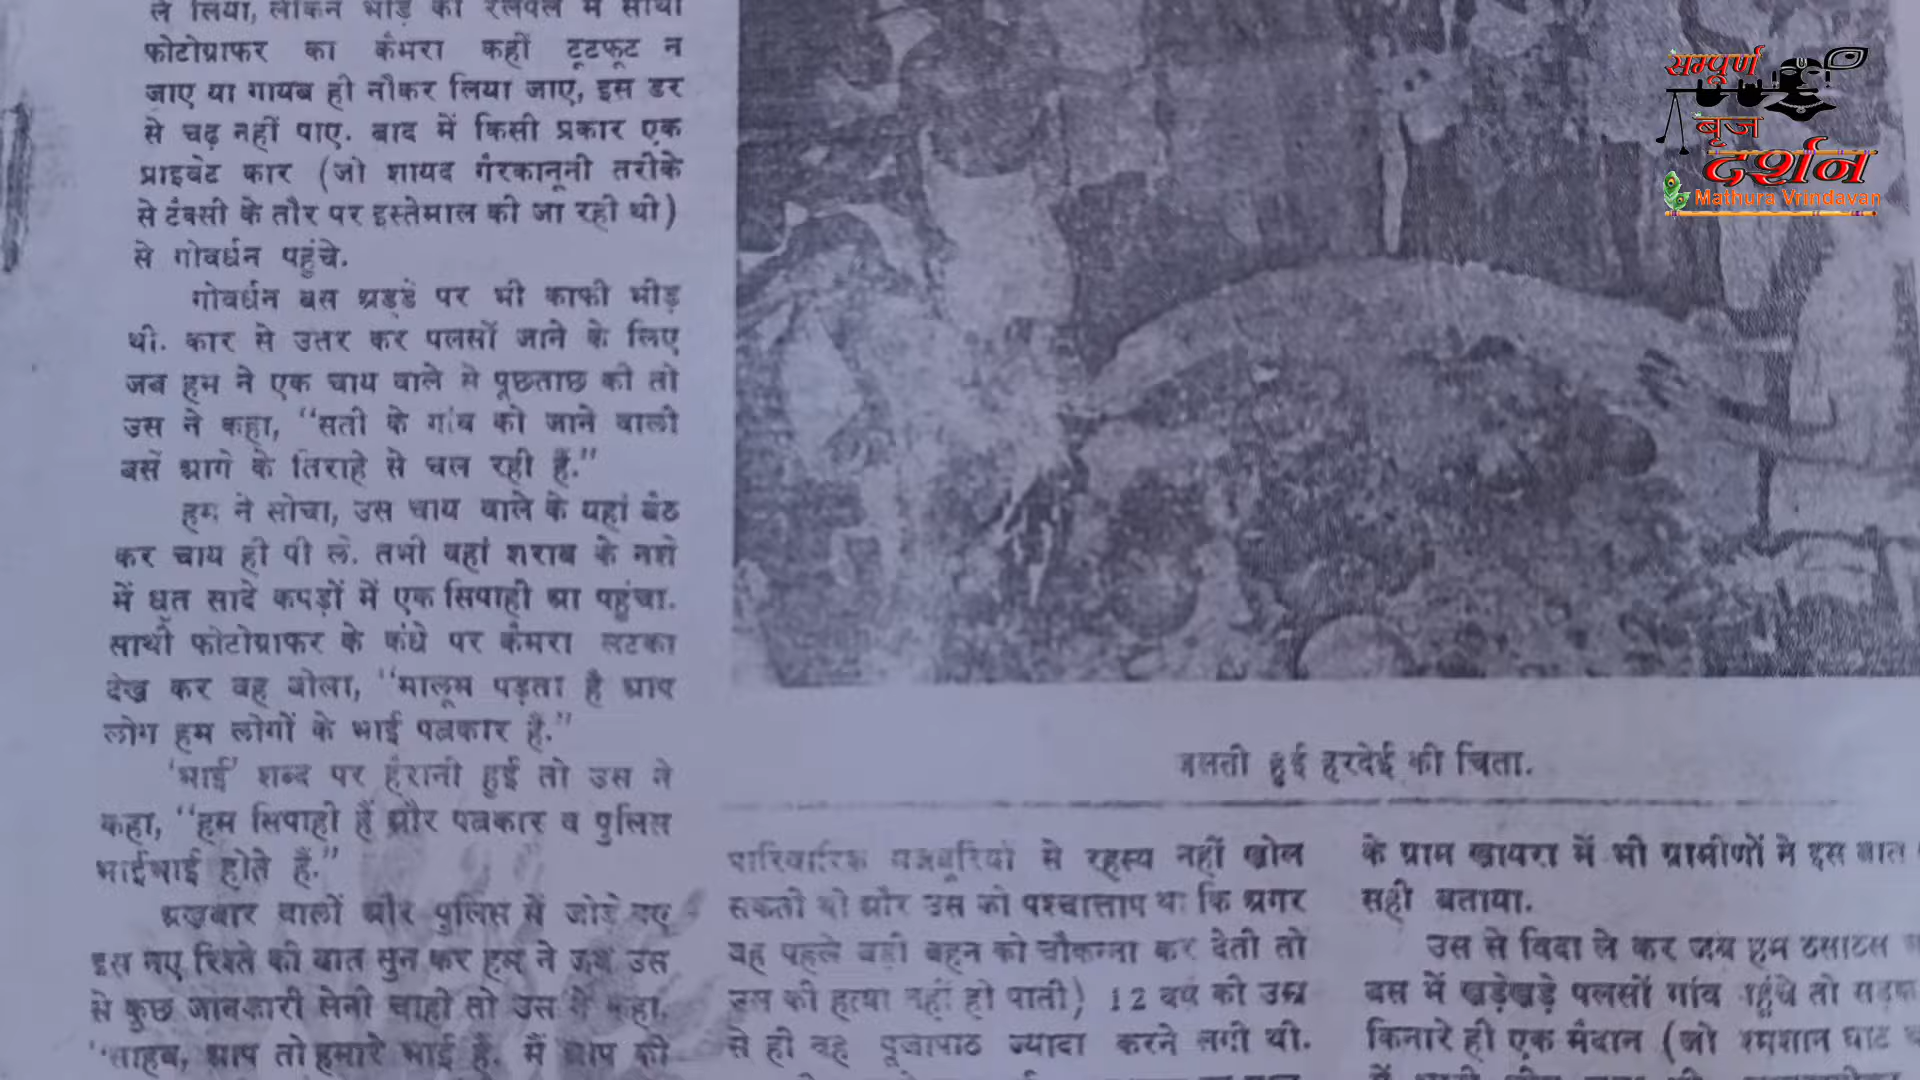 ले लिया, लेकिन भीड़ की रेलपेल में साथी
फोटोग्राफर का कैमरा कहीं टूटफूट न
जाए या गायब ही नौकर लिया जाए, इस डर
से चढ़ नहीं पाए. बाद में किसी प्रकार एक
प्राइवेट कार (जो शायद गैरकानूनी तरीके
से टैक्सी के तौर पर इस्तेमाल की जा रही थी)
से गोवर्धन पहुंचे.
गोवर्धन बस अड्डे पर भी काफी भीड़
थी. कार से उतर कर पलसों जाने के लिए
जब हम ने एक चाय वाले से पूछताछ की तो
उस ने कहा, "सती के गांव को जाने वाली
बसें आगे के तिराहे से चल रही हैं."
हम ने सोचा, उस चाय वाले के यहां बैठ
कर चाय ही पी लें. तभी वहां शराब के नशे
में धुत सादे कपड़ों में एक सिपाही आ पहुंचा.
साथी फोटोग्राफर के कंधे पर कैमरा लटका
देख कर वह बोला, "मालूम पड़ता है आप
लोग हम लोगों के भाई पत्रकार हैं."
'भाई' शब्द पर हैरानी हुई तो उस ने
कहा, "हम सिपाही हैं और पत्रकार व पुलिस
भाईभाई होते हैं."
अखबार वालों और पुलिस में जोड़े गए
इस नए रिश्ते की बात सुन कर हम ने जब उस
से कुछ जानकारी लेनी चाही तो उस ने कहा,
"साहब, आप तो हमारे भाई हैं. मैं आप को
जलती हुई हरदेई की चिता.
पारिवारिक मजबूरियों से रहस्य नहीं खोल
सकती थी और उस को पश्चात्ताप था कि अगर
वह पहले बड़ी बहन को चौकन्ना कर देती तो
उस की हत्या नहीं हो पाती) 12 वर्ष की उम्र
से ही वह पूजापाठ ज्यादा करने लगी थी.
के ग्राम खायरा में भी ग्रामीणों ने इस बात
सही बताया.
उस से विदा ले कर जब हम ठसाठस
बस में खड़ेखड़े पलसों गांव पहुंचे तो सड़क
किनारे ही एक मैदान (जो श्मशान घाट
सम्पूर्ण
बृज
दर्शन
Mathura Vrindavan